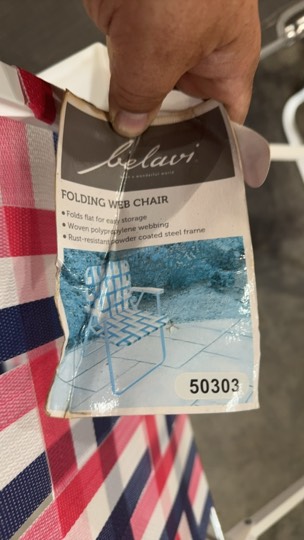 belavi
FOLDING WEB CHAIR
• Folds flat for easy storage
• Woven polypropylene webbing
• Rust-resistant powder coated steel frame
50303